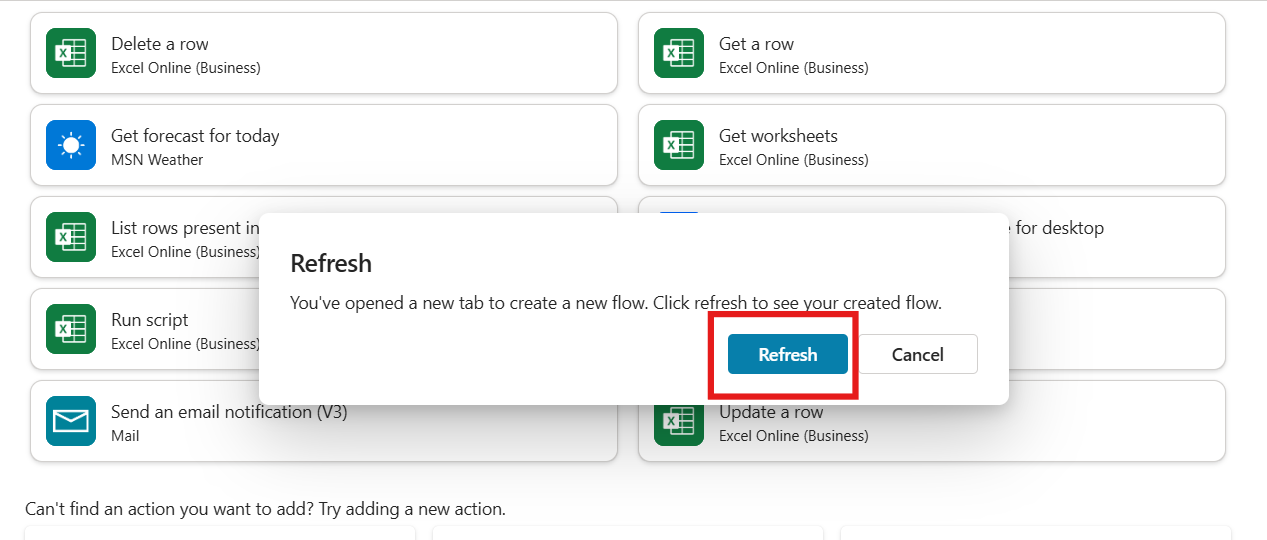 Delete a row
Excel Online (Business)
Get a row
Excel Online (Business)
Get forecast for today
MSN Weather
Get worksheets
Excel Online (Business)
List rows present in
Excel Online (Business)
e for desktop
Run script
Excel Online (Business)
Refresh
You've opened a new tab to create a new flow. Click refresh to see your created flow.
Refresh
Cancel
Send an email notification (V3)
Mail
Update a row
Excel Online (Business)
Can't find an action you want to add? Try adding a new action.